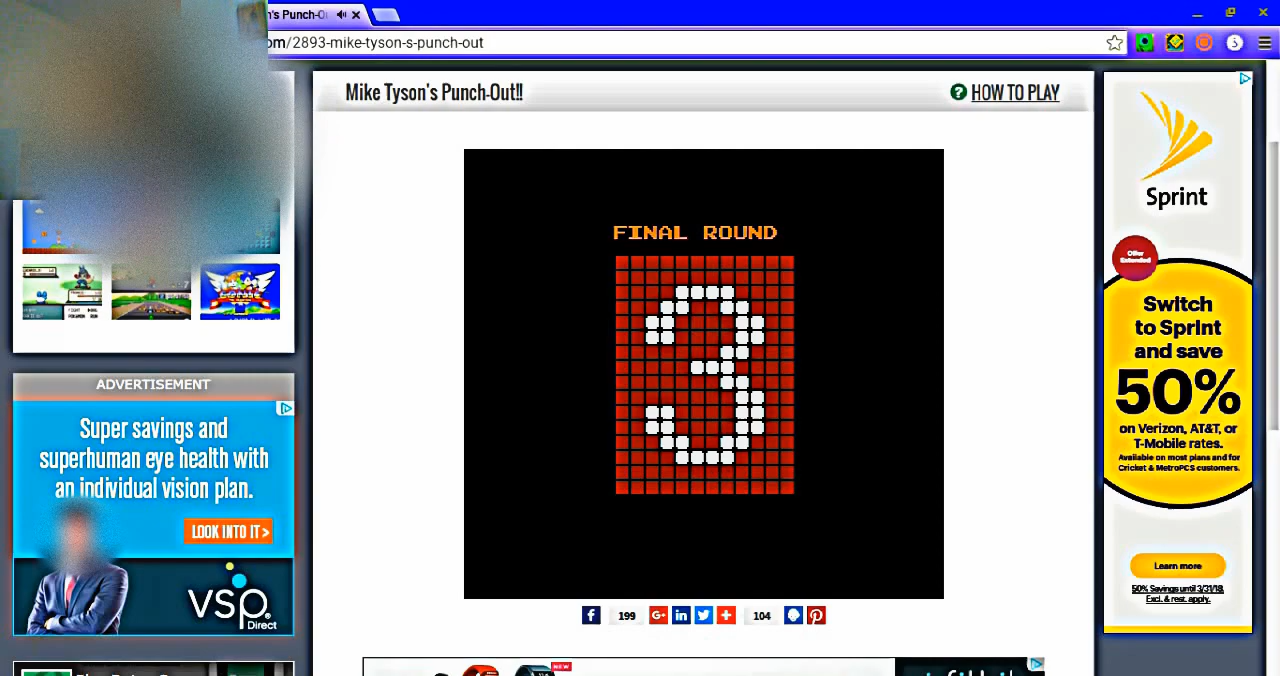 's Punch-O
om/2893-mike-tyson-s-punch-out
Mike Tyson's Punch-Out!!
HOW TO PLAY
FINAL ROUND
3
199
104
ADVERTISEMENT
Super savings and
superhuman eye health with
an individual vision plan.
LOOK INTO IT >
vsp
Direct
Sprint
Offer
Extended
Switch
to Sprint
and save
50%
on Verizon, AT&T, or
T-Mobile rates.
Available on most plans and for
Cricket & MetroPCS customers.
Learn more
50% Savings until 3/31/18.
Excl. & rest. apply.
NEW